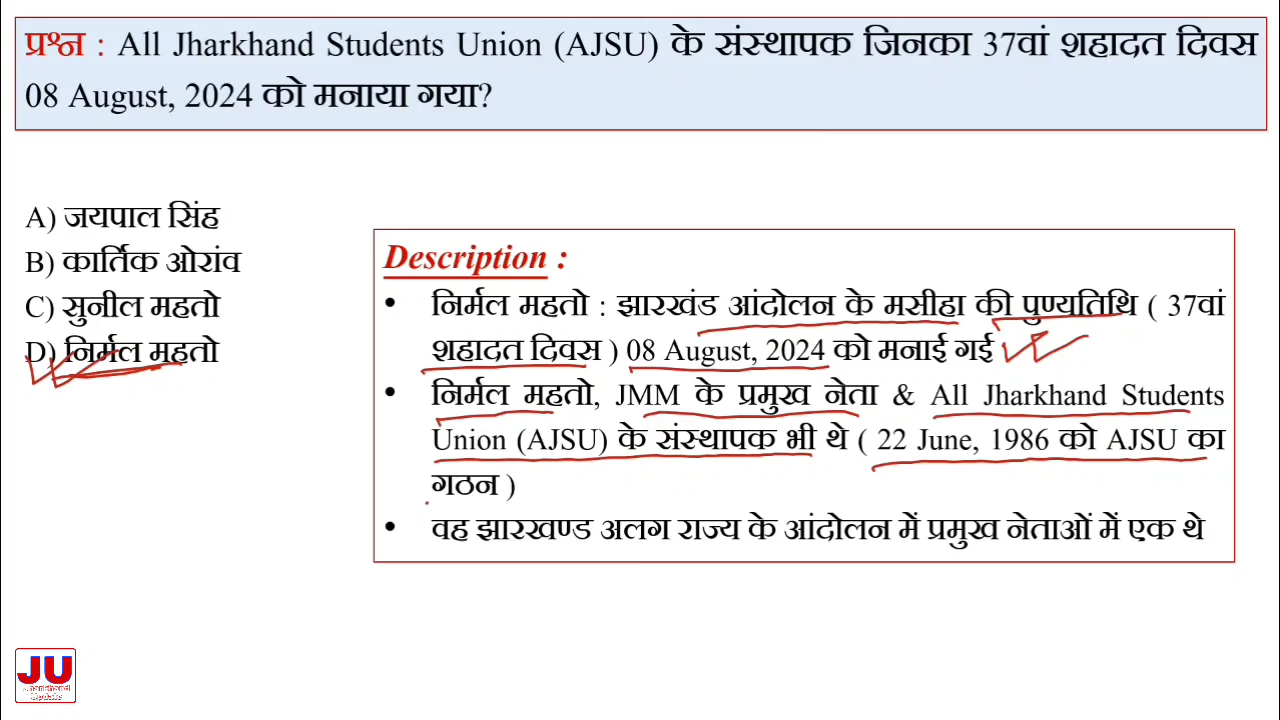 प्रश्न : All Jharkhand Students Union (AJSU) के संस्थापक जिनका 37वां शहादत दिवस
08 August, 2024 को मनाया गया?
A) जयपाल सिंह
B) कार्तिक ओरांव
C) सुनील महतो
D) निर्मल महतो
Description :
• निर्मल महतो : झारखंड आंदोलन के मसीहा की पुण्यतिथि ( 37वां
शहादत दिवस ) 08 August, 2024 को मनाई गई
• निर्मल महतो, JMM के प्रमुख नेता & All Jharkhand Students
Union (AJSU) के संस्थापक भी थे ( 22 June, 1986 को AJSU का
गठन )
• वह झारखण्ड अलग राज्य के आंदोलन में प्रमुख नेताओं में एक थे
JU
Jharkhand
Updates